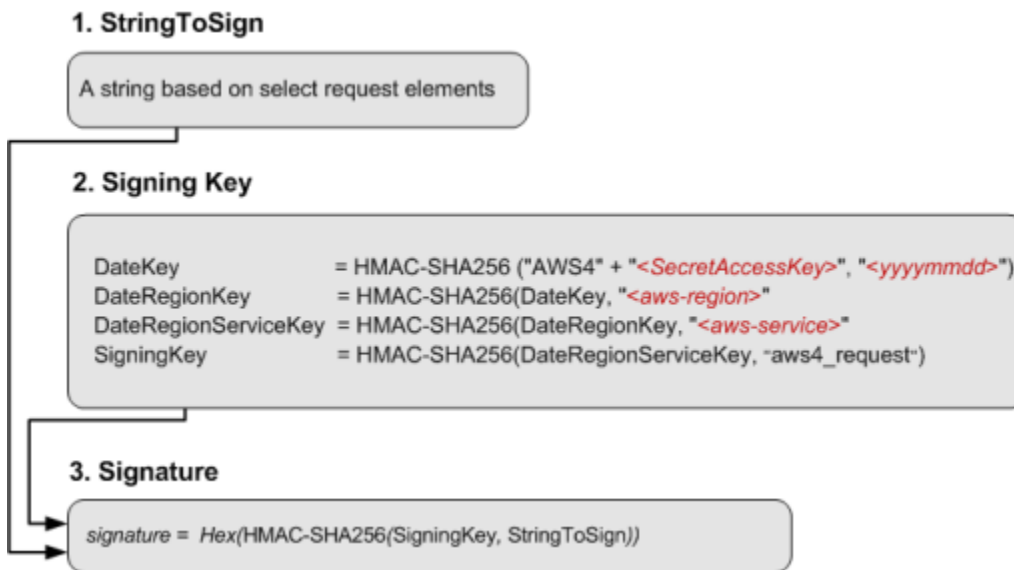 1. StringToSign
A string based on select request elements
2. Signing Key
DateKey = HMAC-SHA256 ("AWS4" + "<SecretAccessKey>", "<yyyymmdd>")
DateRegionKey = HMAC-SHA256(DateKey, "<aws-region>"
DateRegionServiceKey = HMAC-SHA256(DateRegionKey, "<aws-service>"
SigningKey = HMAC-SHA256(DateRegionServiceKey, "aws4_request")
3. Signature
signature = Hex(HMAC-SHA256(SigningKey, StringToSign))